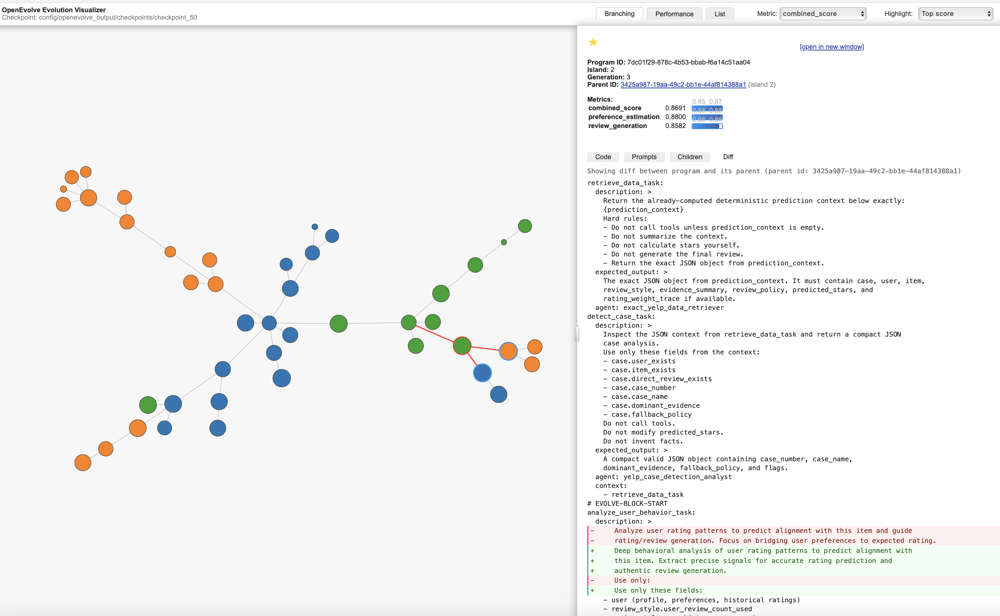 OpenEvolve Evolution Visualizer
Checkpoint: config/openevolve_output/checkpoints/checkpoint_50
Branching Performance List Metric: combined_score Highlight: Top score
★
[open in new window]
Program ID: 7dc01f29-878c-4b53-bbab-f6a14c51aa04
Island: 2
Generation: 3
Parent ID: 3425a987-19aa-49c2-bb1e-44af814388a1 (island 2)
Metrics:
0.65 0.87
combined_score 0.8691
0.58 0.88
preference_estimation 0.8800
0.68 0.88
review_generation 0.8582
Code Prompts Children Diff
Showing diff between program and its parent (parent id: 3425a987-19aa-49c2-bb1e-44af814388a1)
retrieve_data_task:
description: >
Return the already-computed deterministic prediction context below exactly:
{prediction_context}
Hard rules:
- Do not call tools unless prediction_context is empty.
- Do not summarize the context.
- Do not calculate stars yourself.
- Do not generate the final review.
- Return the exact JSON object from prediction_context.
expected_output: >
The exact JSON object from prediction_context. It must contain case, user, item,
review_style, evidence_summary, review_policy, predicted_stars, and
rating_weight_trace if available.
agent: exact_yelp_data_retriever
detect_case_task:
description: >
Inspect the JSON context from retrieve_data_task and return a compact JSON
case analysis.
Use only these fields from the context:
- case.user_exists
- case.item_exists
- case.direct_review_exists
- case.case_number
- case.case_name
- case.dominant_evidence
- case.fallback_policy
Do not call tools.
Do not modify predicted_stars.
Do not invent facts.
expected_output: >
A compact valid JSON object containing case_number, case_name,
dominant_evidence, fallback_policy, and flags.
agent: yelp_case_detection_analyst
context:
- retrieve_data_task
# EVOLVE-BLOCK-START
analyze_user_behavior_task:
description: >
- Analyze user rating patterns to predict alignment with this item and guide
- rating/review generation. Focus on bridging user preferences to expected rating.
+ Deep behavioral analysis of user rating patterns to predict alignment with
+ this item. Extract precise signals for accurate rating prediction and
+ authentic review generation.
- Use only:
+ Use only these fields:
- user (profile, preferences, historical ratings)
- review_style.user_review_count_used